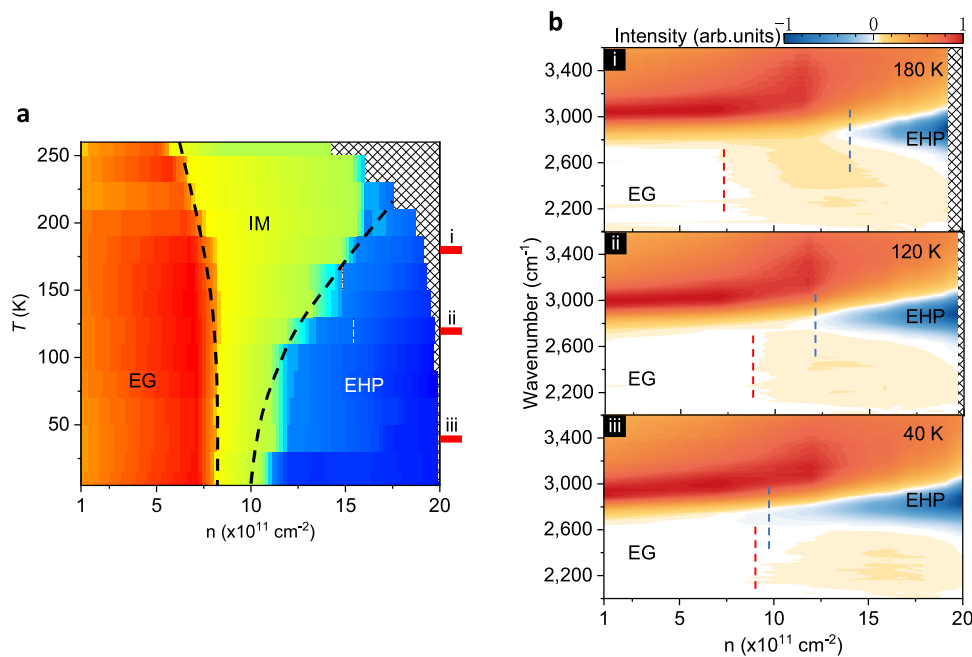 a
T (K)
250
200
150
100
50
1
5
10
15
20
n (x10¹¹ cm⁻²)
EG
IM
EHP
i
ii
iii
b
Intensity (arb.units)
−1
0
1
Wavenumber (cm⁻¹)
i
180 K
3,400
3,000
2,600
2,200
EG
EHP
ii
120 K
3,400
3,000
2,600
2,200
EG
EHP
iii
40 K
3,400
3,000
2,600
2,200
EG
EHP
1
5
10
15
20
n (×10¹¹ cm⁻²)